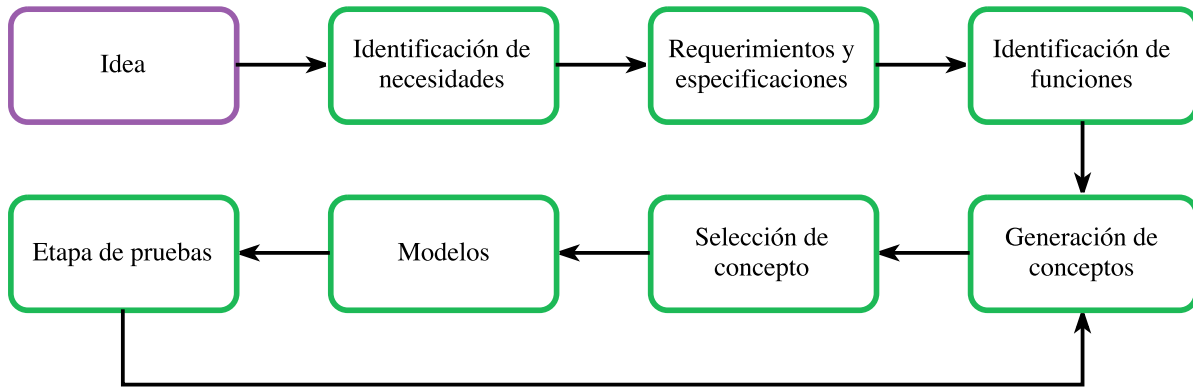 Idea
Identificación de
necesidades
Requerimientos y
especificaciones
Identificación de
funciones
Etapa de pruebas
Modelos
Selección de
concepto
Generación de
conceptos